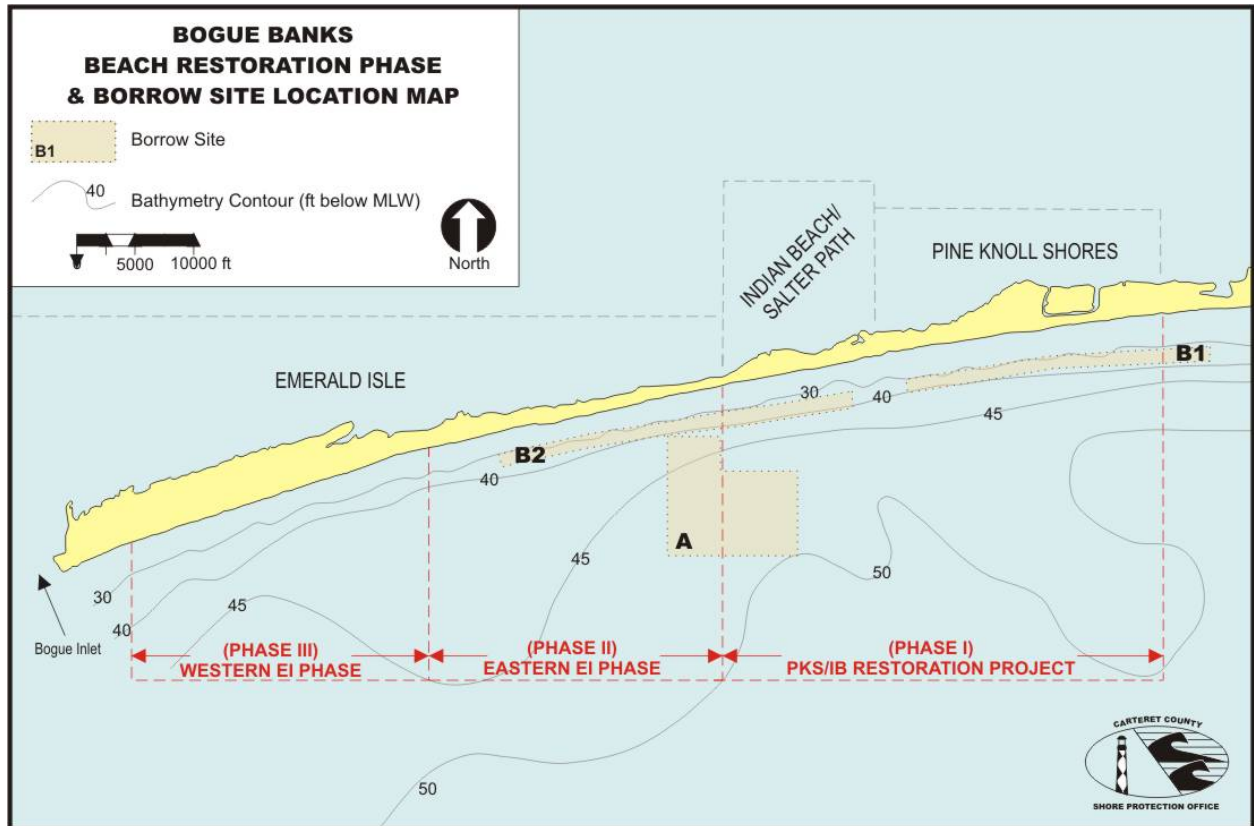 BOGUE BANKS
BEACH RESTORATION PHASE
& BORROW SITE LOCATION MAP
B1
Borrow Site
40
Bathymetry Contour (ft below MLW)
0 5000 10000 ft
North
INDIAN BEACH/
SALTER PATH
PINE KNOLL SHORES
EMERALD ISLE
B1
30
40
45
B2
40
A
45
50
30
45
40
Bogue Inlet
(PHASE III)
WESTERN EI PHASE
(PHASE II)
EASTERN EI PHASE
(PHASE I)
PKS/IB RESTORATION PROJECT
50
CARTERET COUNTY
SHORE PROTECTION OFFICE